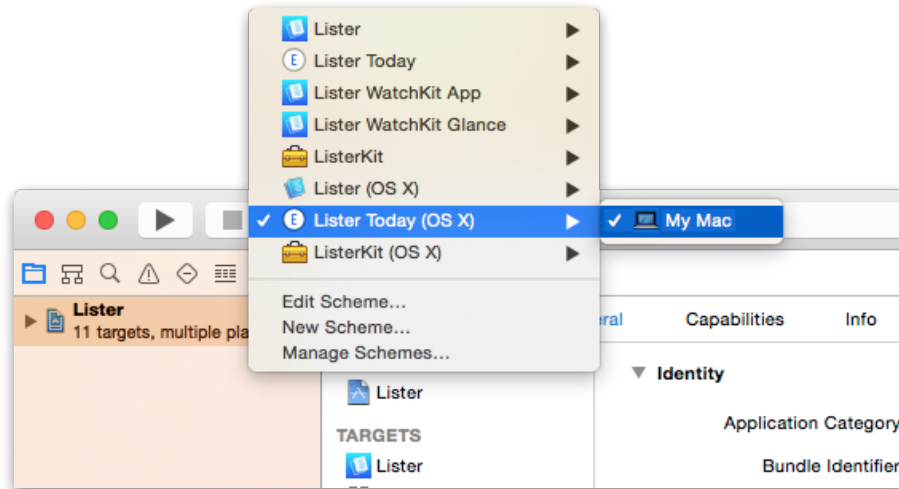 Lister
Lister Today
Lister WatchKit App
Lister WatchKit Glance
ListerKit
Lister (OS X)
Lister Today (OS X)
My Mac
ListerKit (OS X)
Edit Scheme...
New Scheme...
Manage Schemes...
Lister
11 targets, multiple pla
ral
Capabilities
Info
Identity
Lister
Application Category
TARGETS
Lister
Bundle Identifier